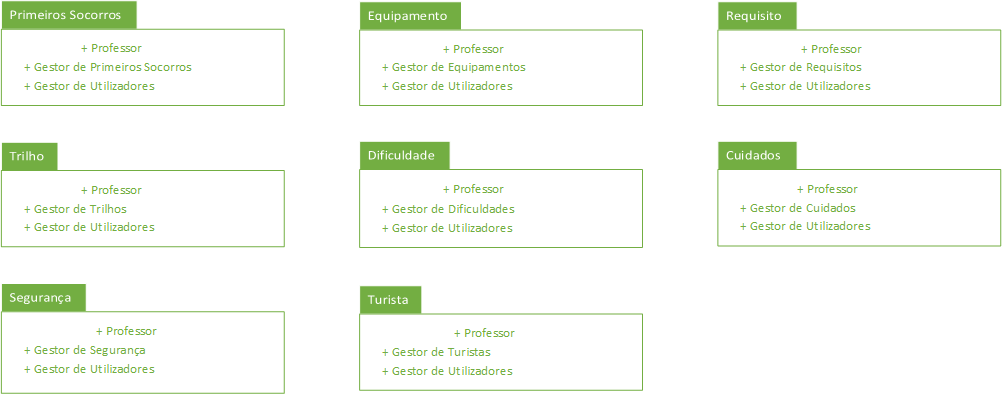 Primeiros Socorros
+ Professor
+ Gestor de Primeiros Socorros
+ Gestor de Utilizadores
Equipamento
+ Professor
+ Gestor de Equipamentos
+ Gestor de Utilizadores
Requisito
+ Professor
+ Gestor de Requisitos
+ Gestor de Utilizadores
Trilho
+ Professor
+ Gestor de Trilhos
+ Gestor de Utilizadores
Dificuldade
+ Professor
+ Gestor de Dificuldades
+ Gestor de Utilizadores
Cuidados
+ Professor
+ Gestor de Cuidados
+ Gestor de Utilizadores
Segurança
+ Professor
+ Gestor de Segurança
+ Gestor de Utilizadores
Turista
+ Professor
+ Gestor de Turistas
+ Gestor de Utilizadores